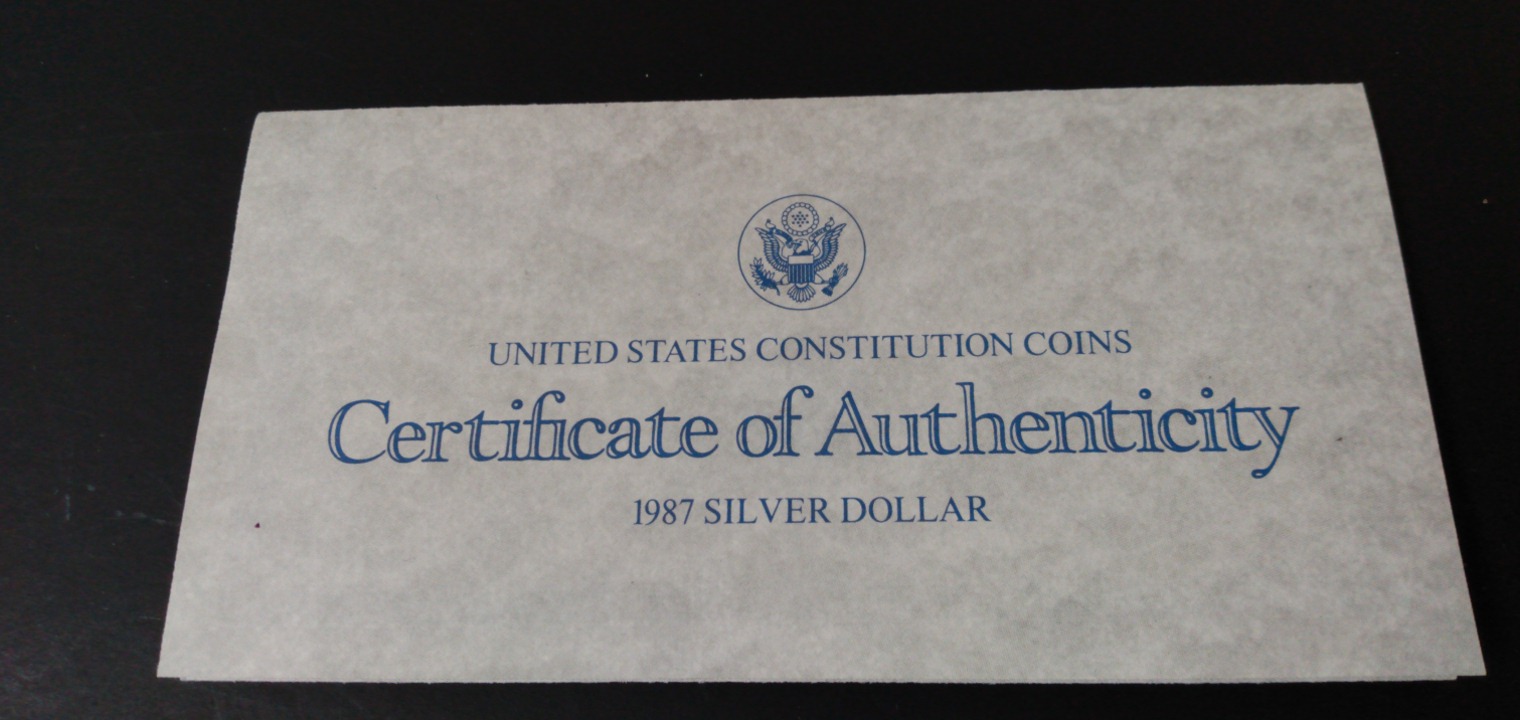 UNITED STATES CONSTITUTION COINS
Certificate of Authenticity
1987 SILVER DOLLAR